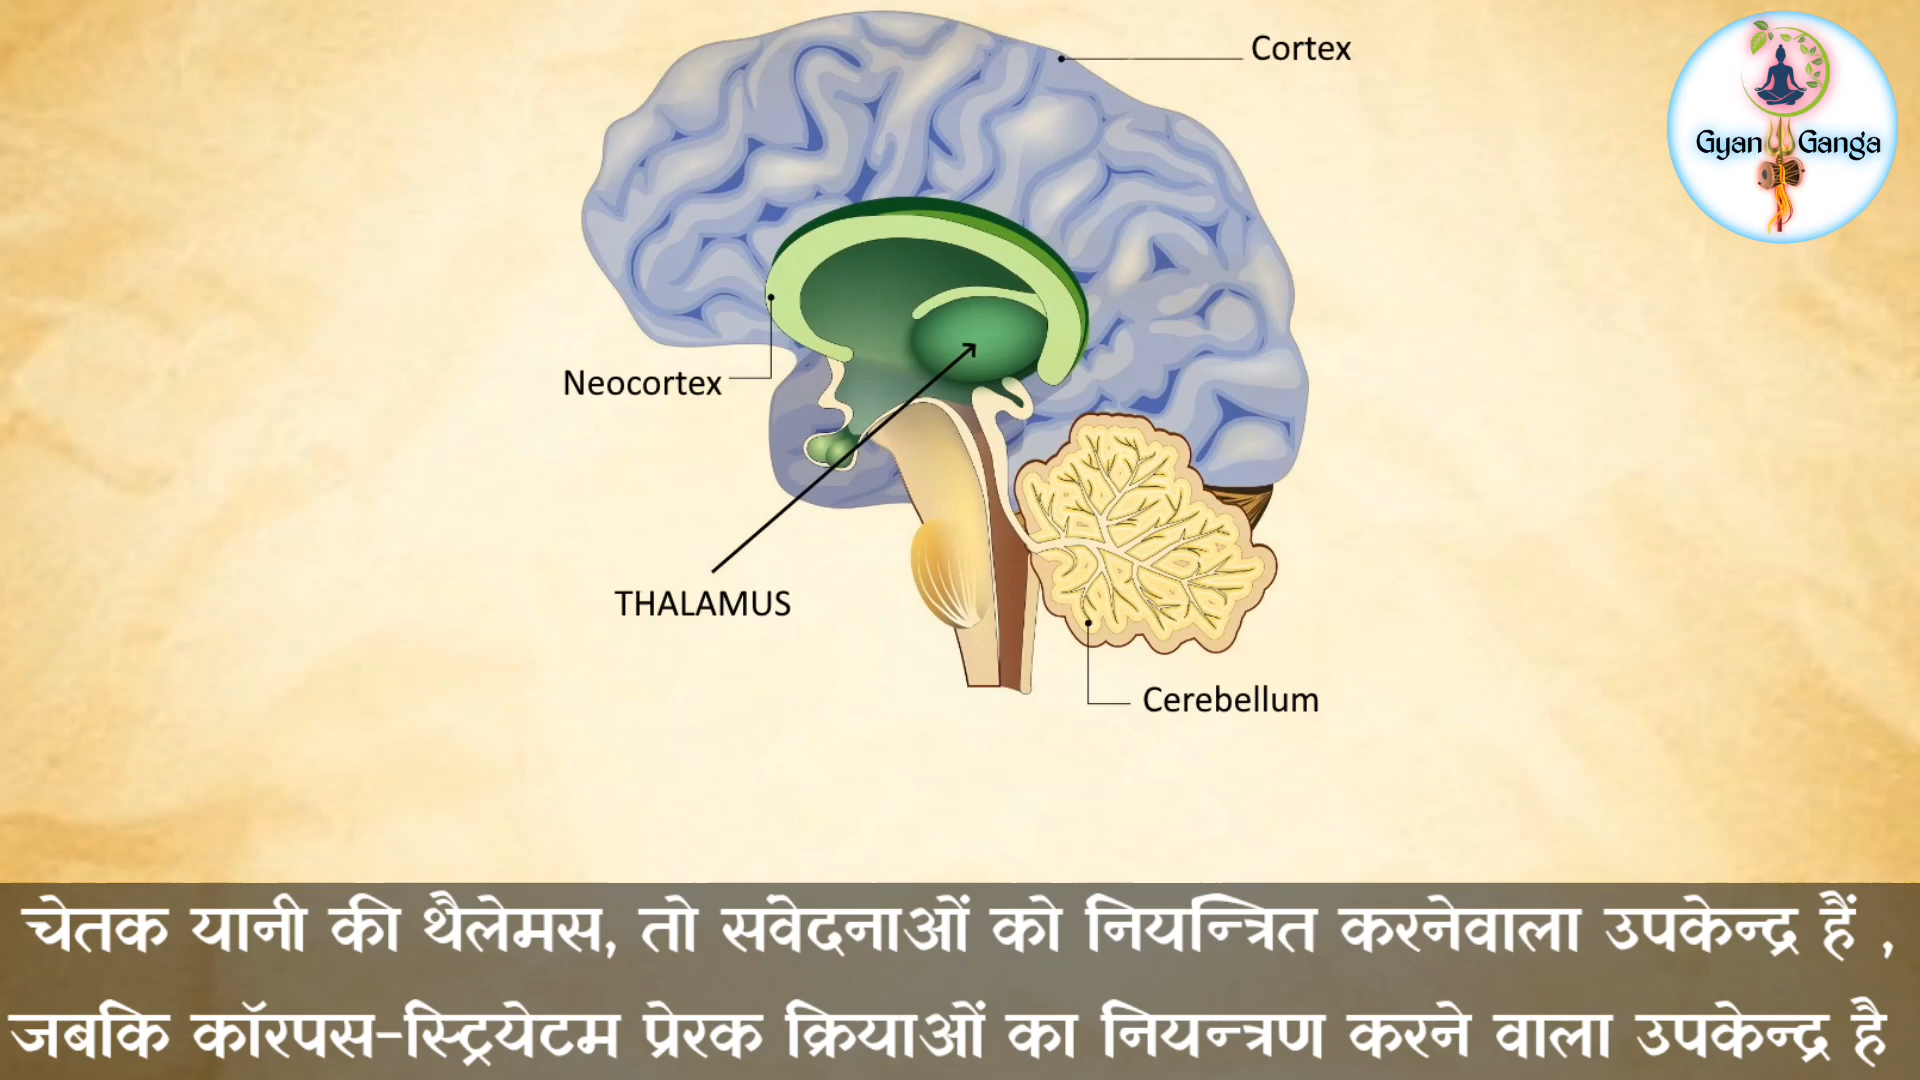 Cortex
Gyan Ganga
Neocortex
THALAMUS
Cerebellum
चेतक यानी की थैलेमस, तो सवेदनाओं को नियन्त्रित करनेवाला उपकेन्द्र हैं ,
जबकि कॉरपस-स्ट्रियेटम प्रेरक क्रियाओं का नियन्त्रण करने वाला उपकेन्द्र है